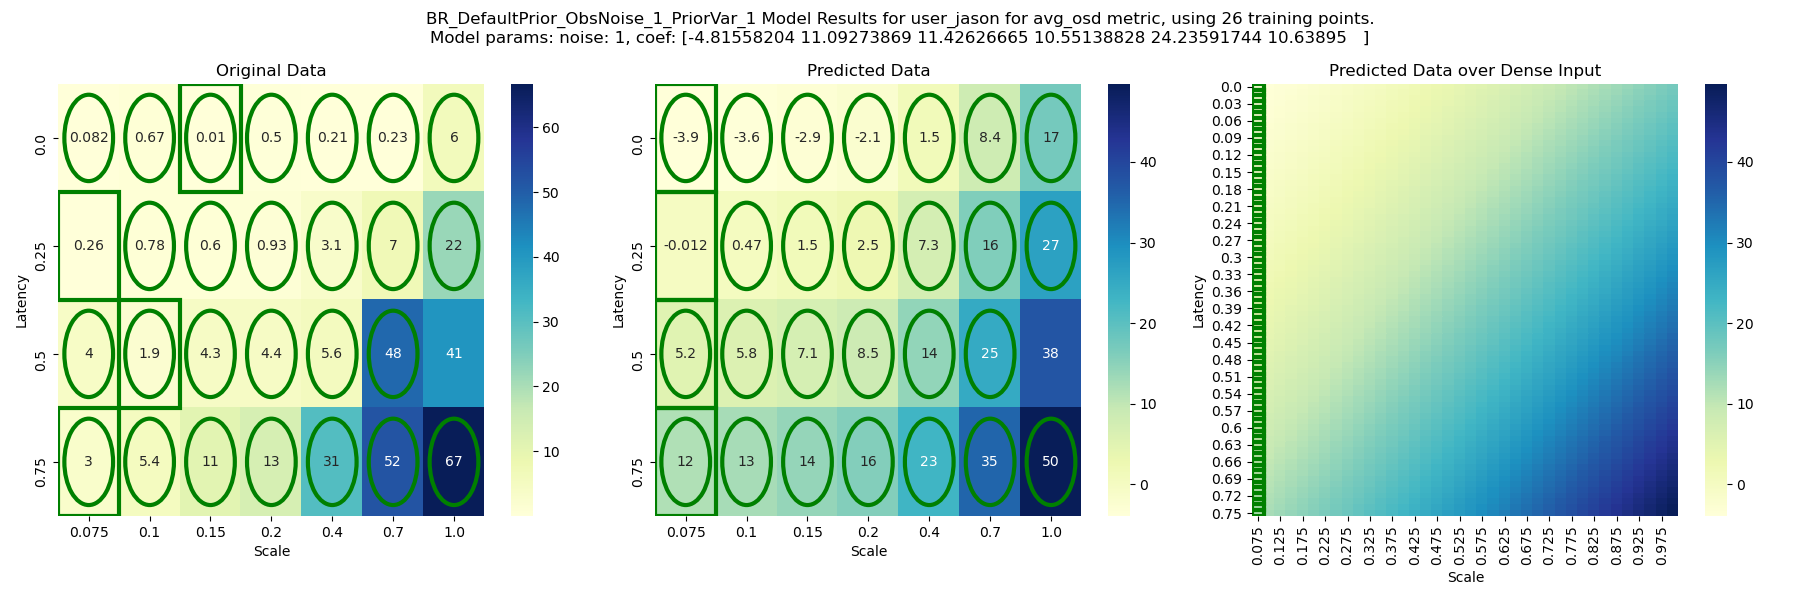 BR_DefaultPrior_ObsNoise_1_PriorVar_1 Model Results for user_jason for avg_osd metric, using 26 training points.
Model params: noise: 1, coef: [-4.81558204 11.09273869 11.42626665 10.55138828 24.23591744 10.63895   ]
Original Data
0.082 0.67 0.01 0.5 0.21 0.23 6
0.26 0.78 0.6 0.93 3.1 7 22
4 1.9 4.3 4.4 5.6 48 41
3 5.4 11 13 31 52 67
0.0
0.25
0.5
0.75
Latency
0.075 0.1 0.15 0.2 0.4 0.7 1.0
Scale
60
50
40
30
20
10
Predicted Data
-3.9 -3.6 -2.9 -2.1 1.5 8.4 17
-0.012 0.47 1.5 2.5 7.3 16 27
5.2 5.8 7.1 8.5 14 25 38
12 13 14 16 23 35 50
0.0
0.25
0.5
0.75
Latency
0.075 0.1 0.15 0.2 0.4 0.7 1.0
Scale
40
30
20
10
0
Predicted Data over Dense Input
0.0
0.03
0.06
0.09
0.12
0.15
0.18
0.21
0.24
0.27
0.3
0.33
0.36
0.39
0.42
0.45
0.48
0.51
0.54
0.57
0.6
0.63
0.66
0.69
0.72
0.75
Latency
0.075 0.125 0.175 0.225 0.275 0.325 0.375 0.425 0.475 0.525 0.575 0.625 0.675 0.725 0.775 0.825 0.875 0.925 0.975
Scale
40
30
20
10
0